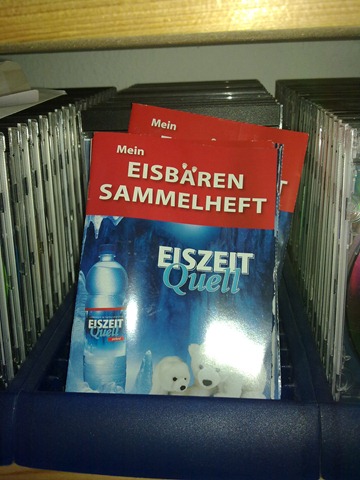 Mein
Mein
EISBÄREN
SAMMELHEFT
EISZEIT
Quell
EISZEIT
Quell